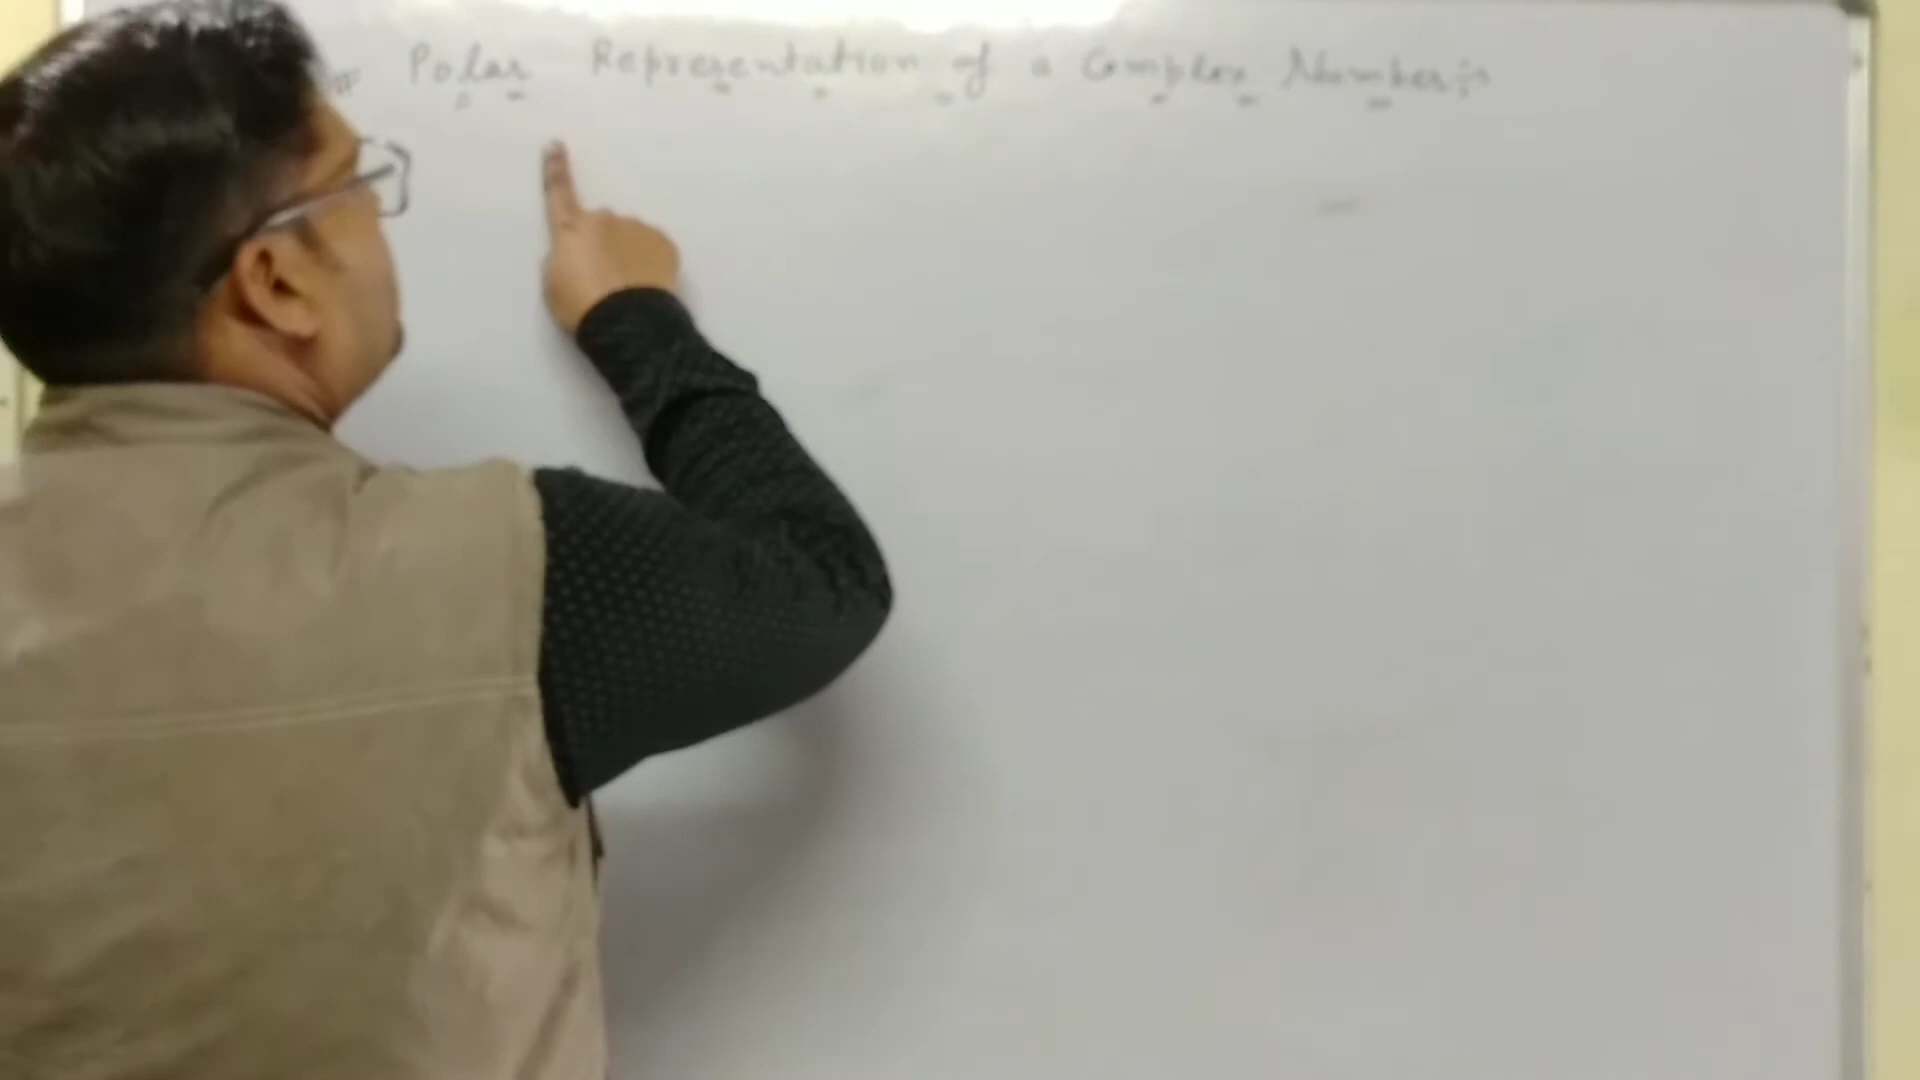 Polar Representation of a Complex Number :-